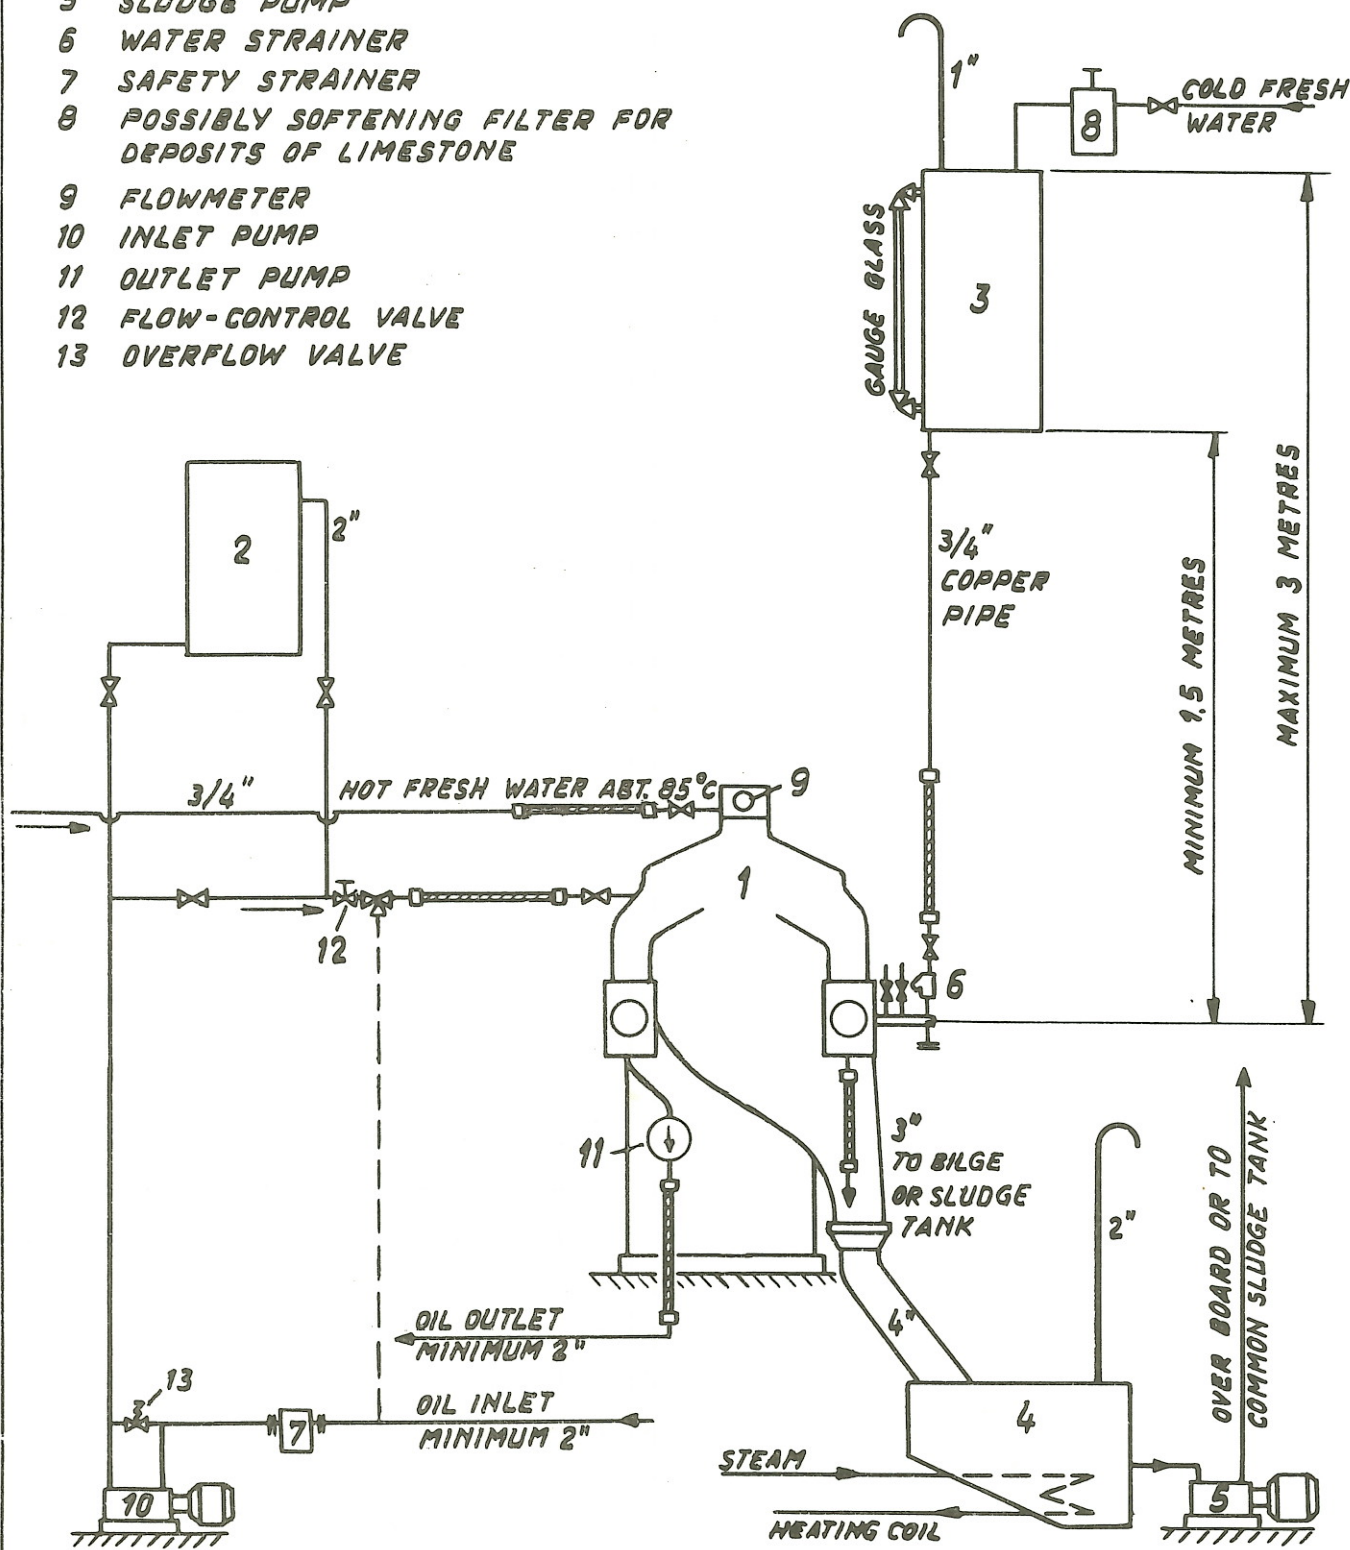 5 SLUDGE PUMP
6 WATER STRAINER
7 SAFETY STRAINER
8 POSSIBLY SOFTENING FILTER FOR
DEPOSITS OF LIMESTONE
9 FLOWMETER
10 INLET PUMP
11 OUTLET PUMP
12 FLOW-CONTROL VALVE
13 OVERFLOW VALVE
1"
8
COLD FRESH
WATER
GAUGE GLASS
3
2
2"
3/4"
COPPER
PIPE
MINIMUM 1,5 METRES
MAXIMUM 3 METRES
3/4"
HOT FRESH WATER ABT. 85°C
9
1
12
6
11
3"
TO BILGE
OR SLUDGE
TANK
2"
OVER BOARD OR TO
COMMON SLUDGE TANK
4"
OIL OUTLET
MINIMUM 2"
13
OIL INLET
MINIMUM 2"
7
4
STEAM
10
5
HEATING COIL